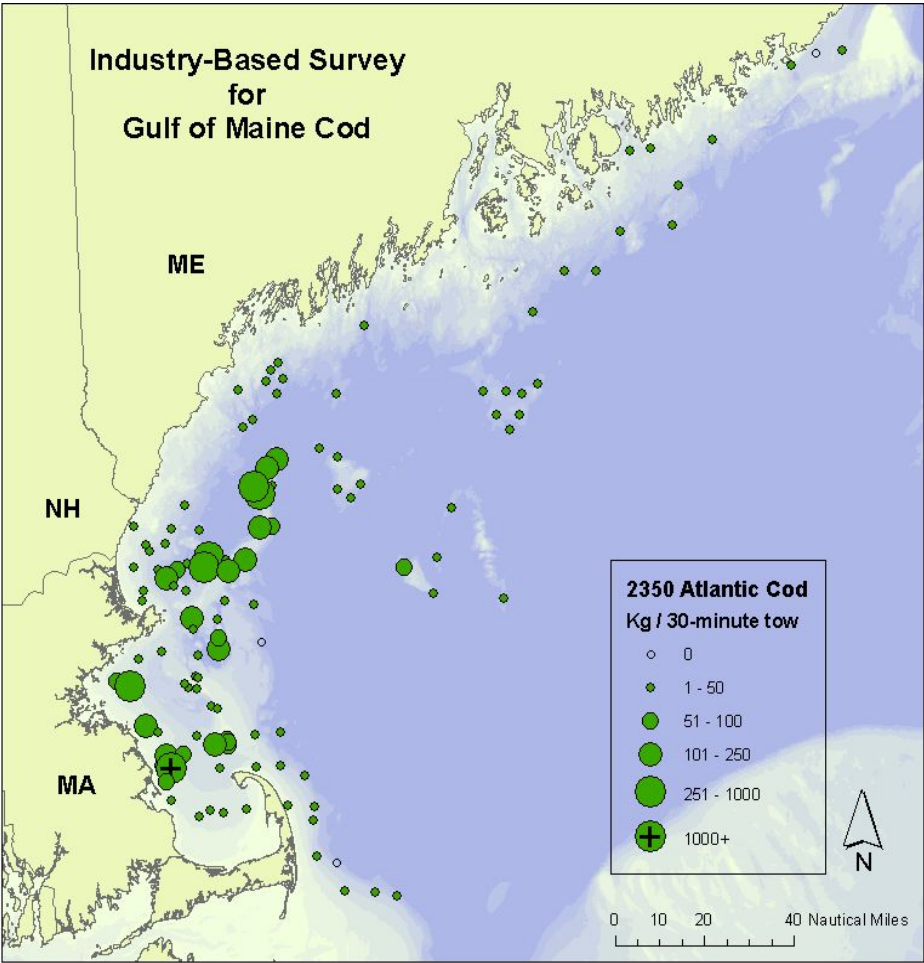 Industry-Based Survey
for
Gulf of Maine Cod
ME
NH
MA
2350 Atlantic Cod
Kg / 30-minute tow
0
1 - 50
51 - 100
101 - 250
251 - 1000
1000+
N
0 10 20 40 Nautical Miles